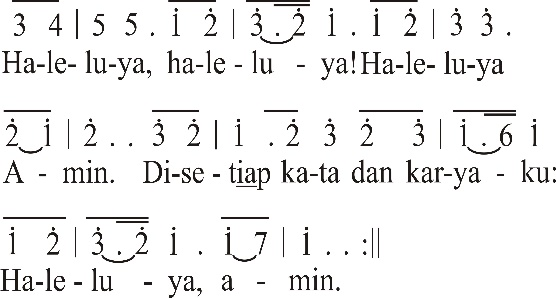 3 4 | 5 5 . i̇ 2̇ | 3̇ . 2̇ i̇ . i̇ 2̇ | 3̇ 3̇ .
Ha-le- lu-ya, ha-le - lu - ya! Ha-le- lu-ya
2̇ i̇ | 2̇ . . 3̇ 2̇ | i̇ . 2̇ 3̇ 2̇ 3̇ | i̇ . 6 i̇
A - min. Di-se - tiap ka-ta dan kar-ya - ku:
i̇ 2̇ | 3̇ . 2̇ i̇ . i̇ 7 | i̇ . . :||
Ha-le - lu - ya, a - min.